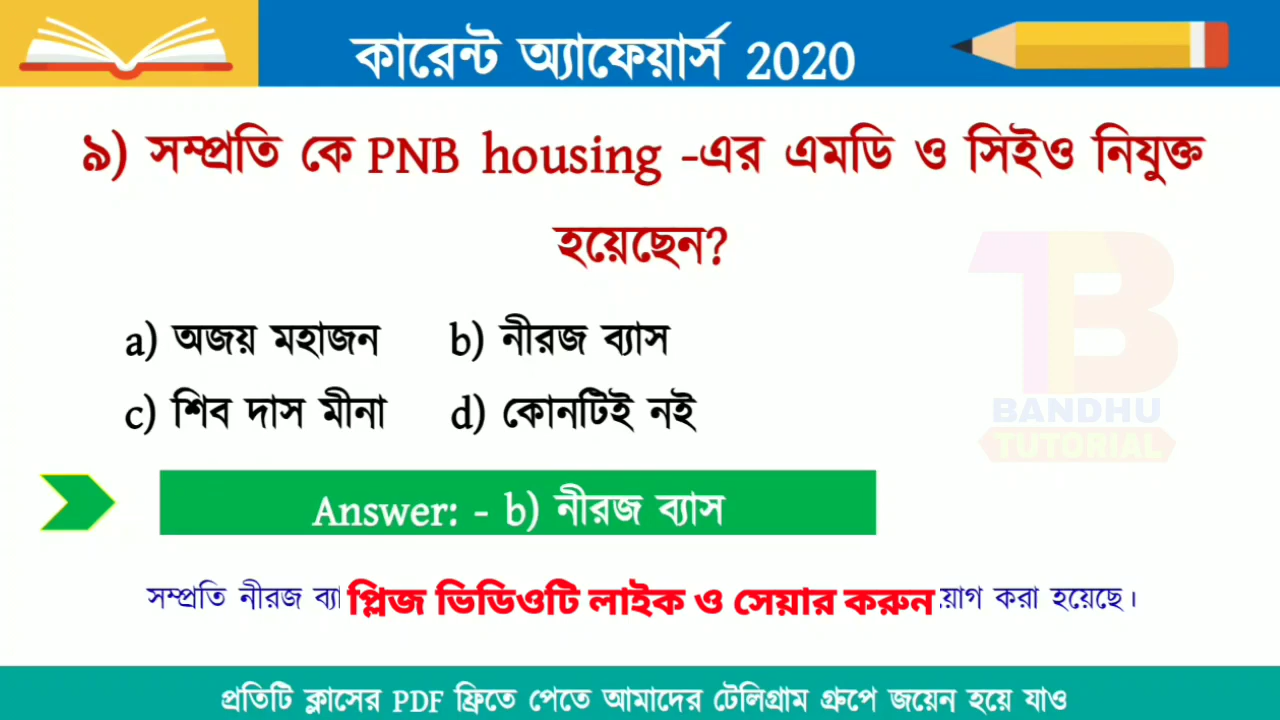 কারেন্ট অ্যাফেয়ার্স 2020
৯) সম্প্রতি কে PNB housing -এর এমডি ও সিইও নিযুক্ত
হয়েছেন?
a) অজয় মহাজন b) নীরজ ব্যাস
c) শিব দাস মীনা d) কোনটিই নই
BANDHU
TUTORIAL
Answer: - b) নীরজ ব্যাস
সম্প্রতি নীরজ প্লিজ ভিডিওটি লাইক ও সেয়ার করুন করা হয়েছে।
প্রতিটি ক্লাসের PDF ফ্রিতে পেতে আমাদের টেলিগ্রাম গ্রুপে জয়েন হয়ে যাও